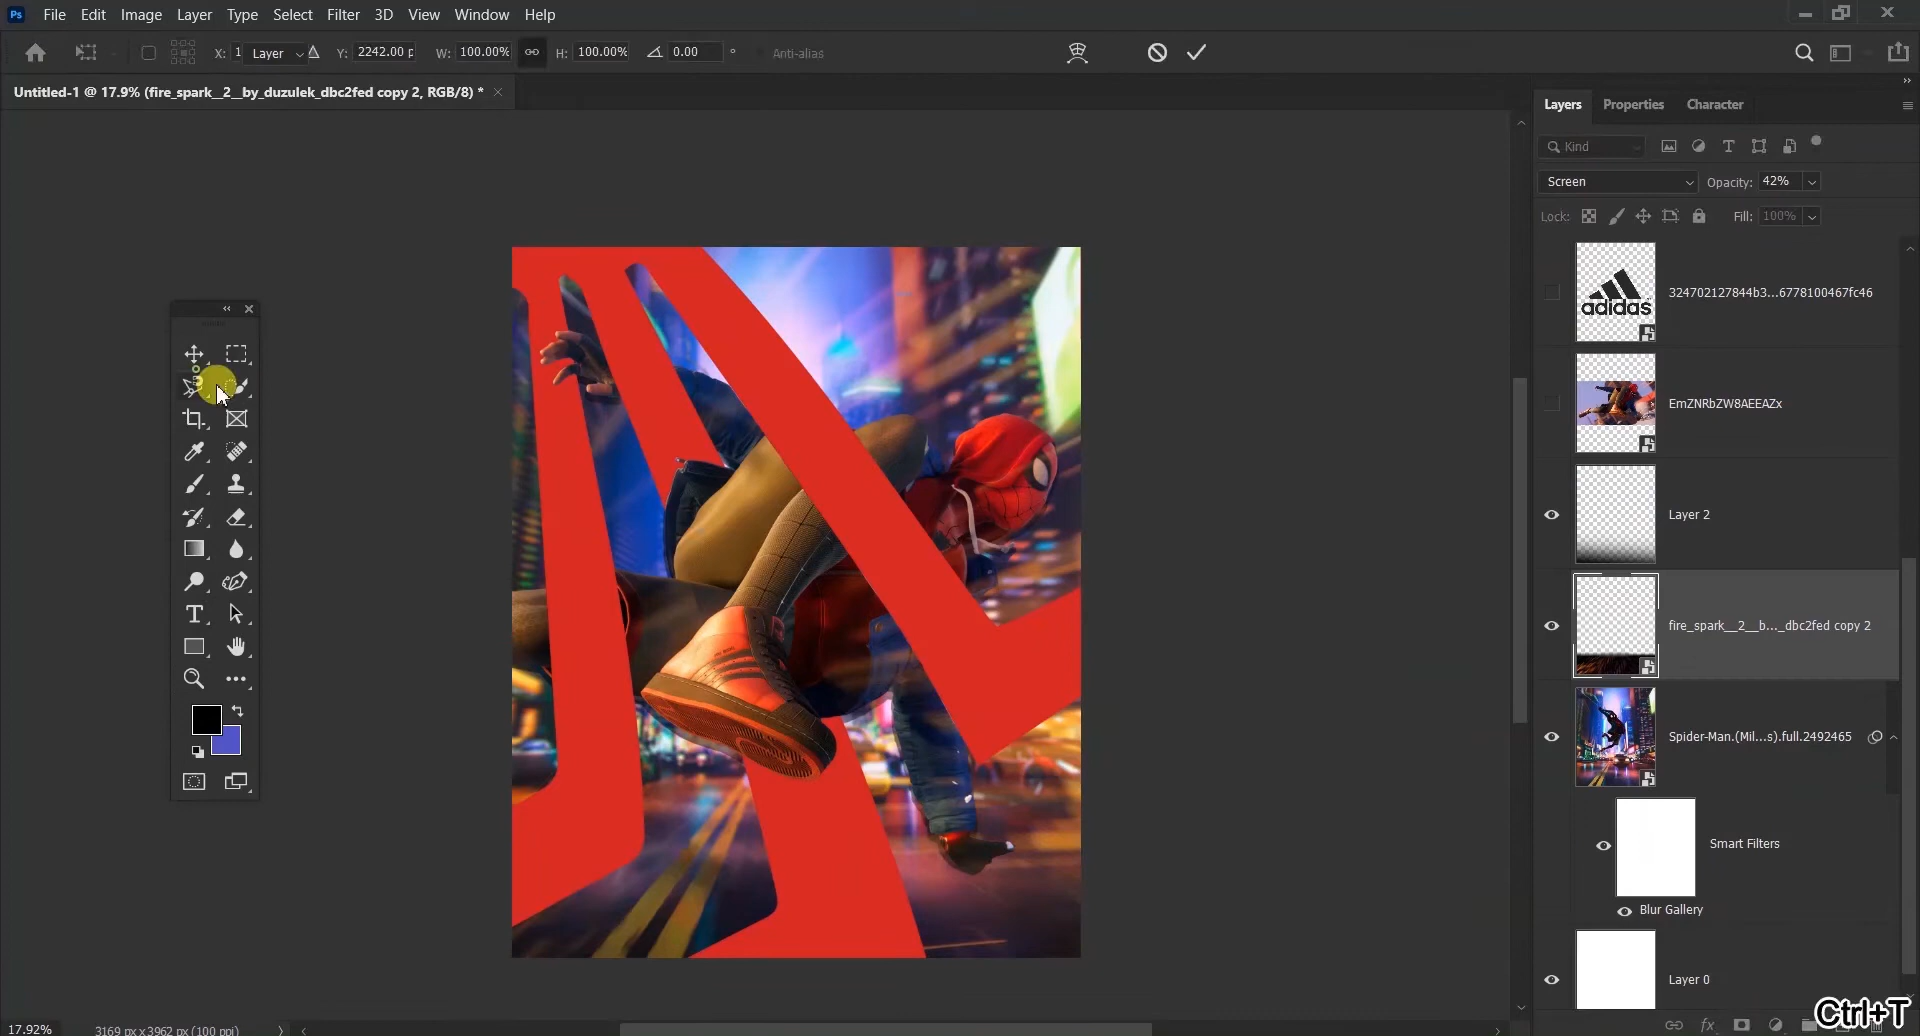 Ps File Edit Image Layer Type Select Filter 3D View Window Help
X: 1 Layer Y: 2242.00 p W: 100.00% H: 100.00% 0.00 ° Anti-alias
Untitled-1 @ 17.9% (fire_spark__2__by_duzulek_dbc2fed copy 2, RGB/8) * ×
Layers Properties Character
Kind
Screen Opacity: 42%
Lock: Fill: 100%
adidas
324702127844b3...6778100467fc46
EmZNRbZW8AEEAZx
Layer 2
fire_spark__2__b..._dbc2fed copy 2
Spider-Man.(Mil...s).full.2492465
Smart Filters
Blur Gallery
Layer 0
Ctrl+T
fx
17.92% 3169 px x 3962 px (100 ppi)